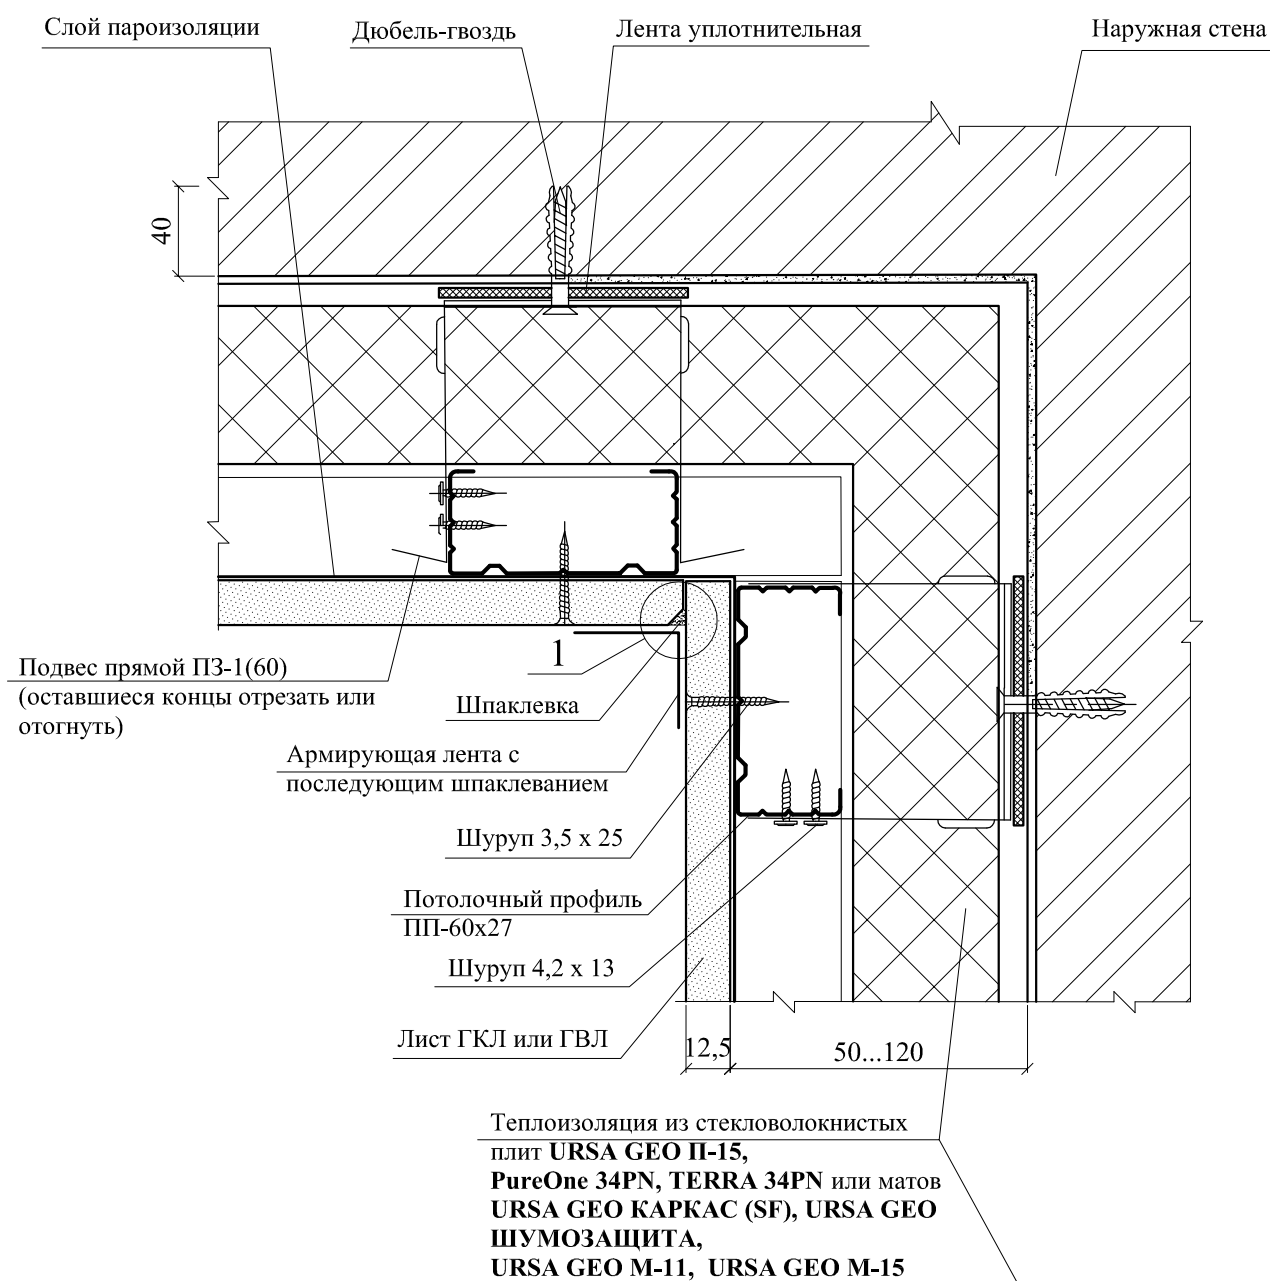 Слой пароизоляции
Дюбель-гвоздь
Лента уплотнительная
Наружная стена
40
Подвес прямой ПЗ-1(60)
(оставшиеся концы отрезать или
отогнуть)
1
Шпаклевка
Армирующая лента с
последующим шпаклеванием
Шуруп 3,5 х 25
Потолочный профиль
ПП-60х27
Шуруп 4,2 х 13
Лист ГКЛ или ГВЛ
12,5
50...120
Теплоизоляция из стекловолокнистых
плит URSA GEO П-15,
PureOne 34PN, TERRA 34PN или матов
URSA GEO КАРКАС (SF), URSA GEO
ШУМОЗАЩИТА,
URSA GEO М-11, URSA GEO М-15